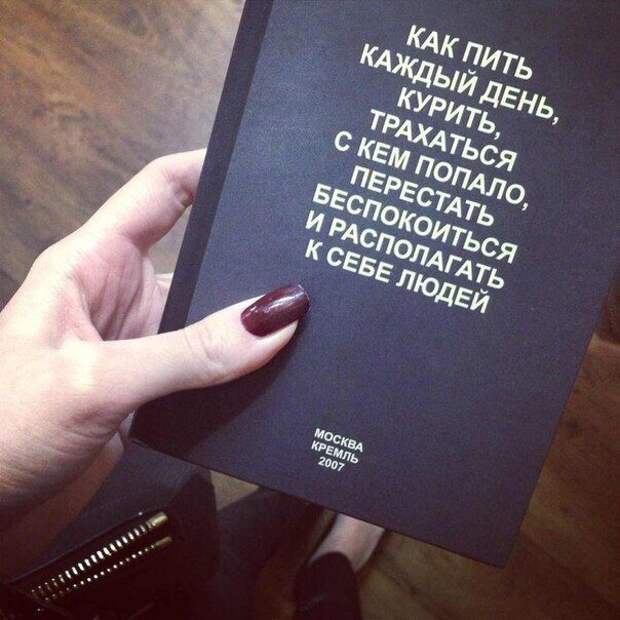 КАК ПИТЬ
КАЖДЫЙ ДЕНЬ,
КУРИТЬ,
ТРАХАТЬСЯ
С КЕМ ПОПАЛО,
ПЕРЕСТАТЬ
БЕСПОКОИТЬСЯ
И РАСПОЛАГАТЬ
К СЕБЕ ЛЮДЕЙ
МОСКВА
КРЕМЛЬ
2007